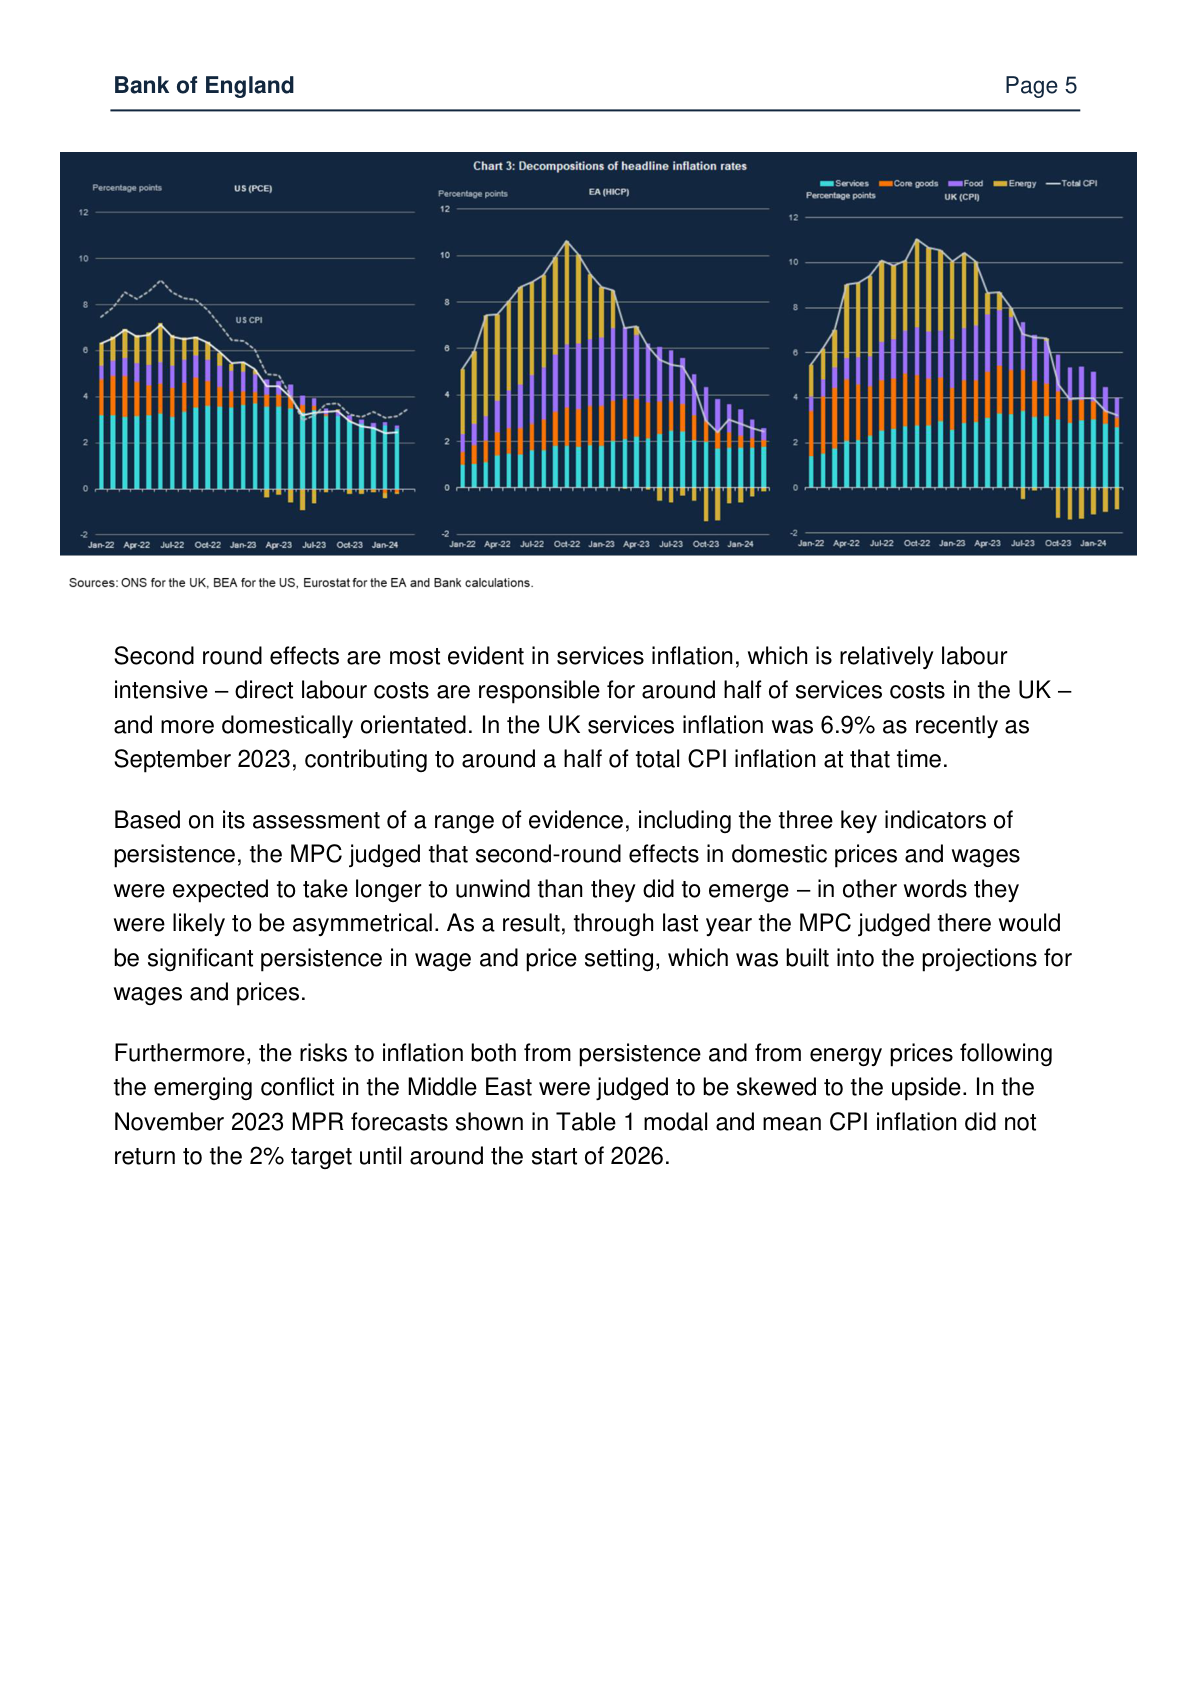 Bank of England Page 5
Chart 3: Decompositions of headline inflation rates
Percentage points US (PCE)
12
10
8
6
4
2
0
-2
US CPI
Jan-22 Apr-22 Jul-22 Oct-22 Jan-23 Apr-23 Jul-23 Oct-23 Jan-24
Percentage points EA (HICP)
12
10
8
6
4
2
0
-2
Jan-22 Apr-22 Jul-22 Oct-22 Jan-23 Apr-23 Jul-23 Oct-23 Jan-24
Services Core goods Food Energy Total CPI
Percentage points UK (CPI)
12
10
8
6
4
2
0
-2
Jan-22 Apr-22 Jul-22 Oct-22 Jan-23 Apr-23 Jul-23 Oct-23 Jan-24
Sources: ONS for the UK, BEA for the US, Eurostat for the EA and Bank calculations.
Second round effects are most evident in services inflation, which is relatively labour
intensive – direct labour costs are responsible for around half of services costs in the UK –
and more domestically orientated. In the UK services inflation was 6.9% as recently as
September 2023, contributing to around a half of total CPI inflation at that time.
Based on its assessment of a range of evidence, including the three key indicators of
persistence, the MPC judged that second-round effects in domestic prices and wages
were expected to take longer to unwind than they did to emerge – in other words they
were likely to be asymmetrical. As a result, through last year the MPC judged there would
be significant persistence in wage and price setting, which was built into the projections for
wages and prices.
Furthermore, the risks to inflation both from persistence and from energy prices following
the emerging conflict in the Middle East were judged to be skewed to the upside. In the
November 2023 MPR forecasts shown in Table 1 modal and mean CPI inflation did not
return to the 2% target until around the start of 2026.